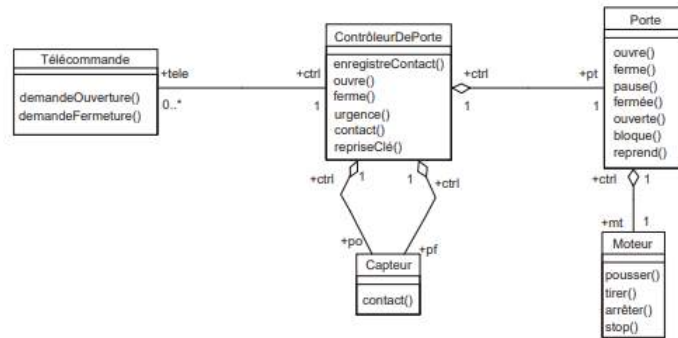 Télécommande
demandeOuverture()
demandeFermeture()
+tele
0..*
+ctrl
1
ContrôleurDePorte
enregistreContact()
ouvre()
ferme()
urgence()
contact()
repriseClé()
+ctrl
1
+pt
1
Porte
ouvre()
ferme()
pause()
fermée()
ouverte()
bloque()
reprend()
+ctrl
1
1
+ctrl
+po
+pf
Capteur
contact()
+ctrl
1
+mt
1
Moteur
pousser()
tirer()
arrêter()
stop()